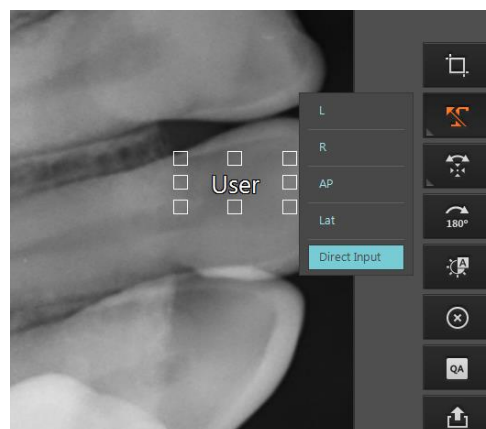 L
R
AP
Lat
Direct Input
User
180°
A
QA